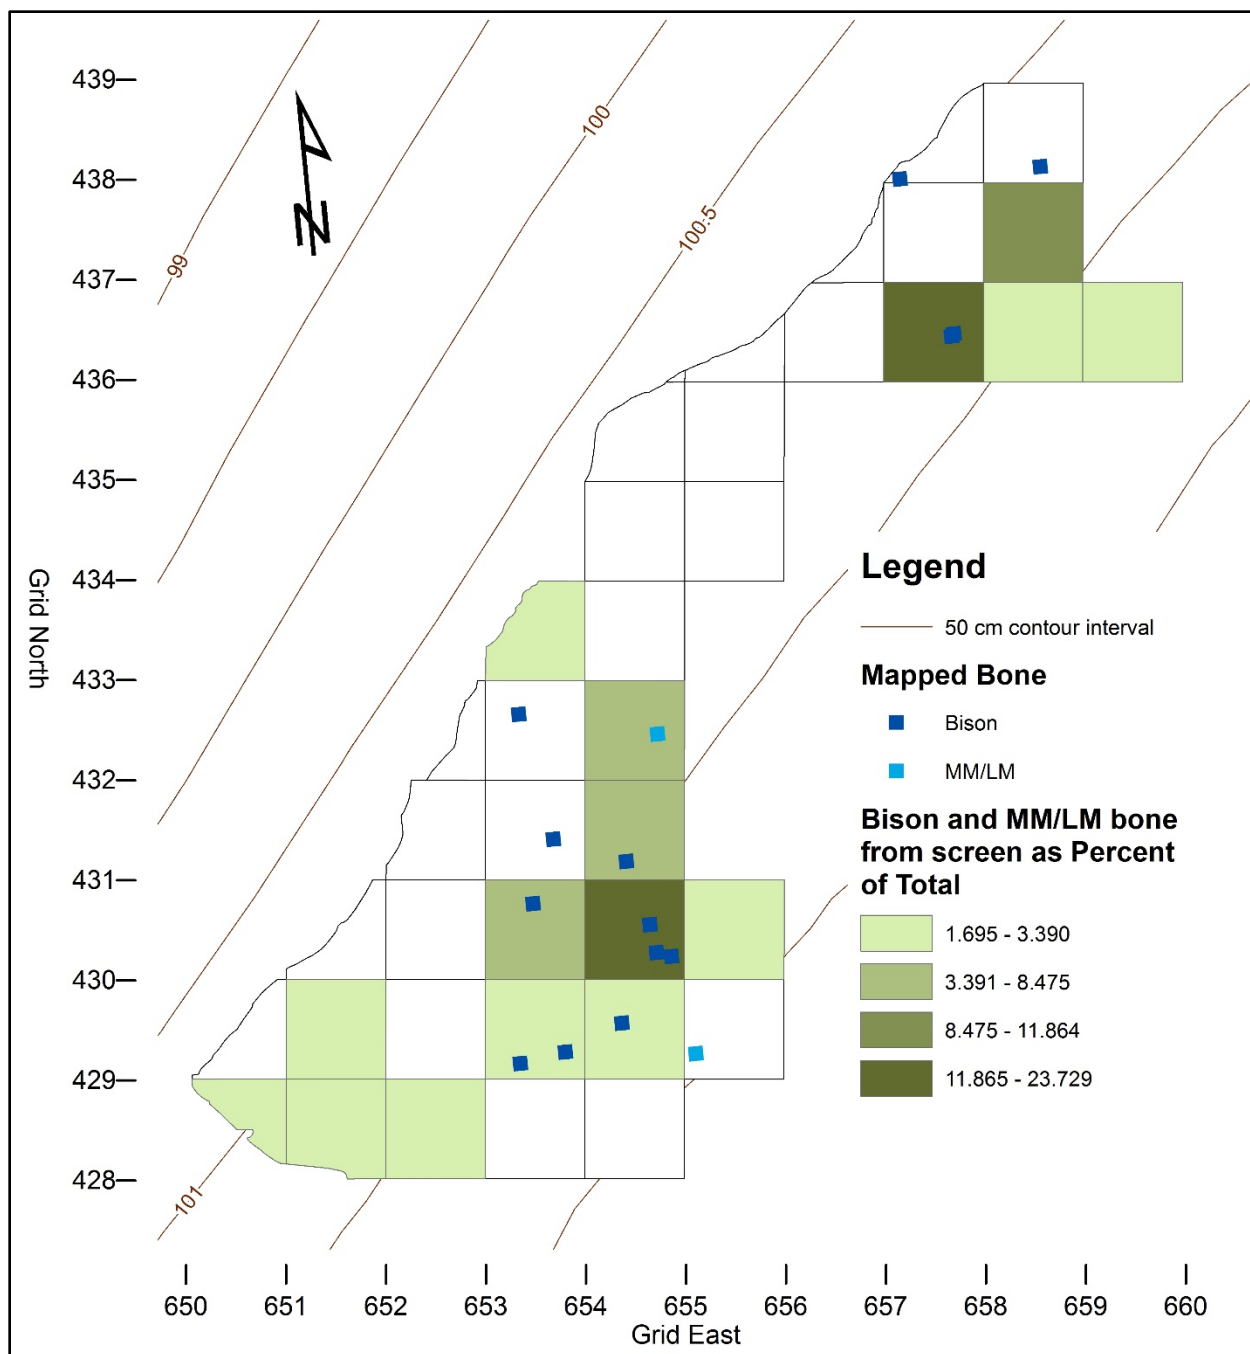 439
438
437
436
435
434
433
432
431
430
429
428
Grid North
N
99
100
100.5
101
Legend
50 cm contour interval
Mapped Bone
Bison
MM/LM
Bison and MM/LM bone
from screen as Percent
of Total
1.695 - 3.390
3.391 - 8.475
8.475 - 11.864
11.865 - 23.729
650 651 652 653 654 655 656 657 658 659 660
Grid East